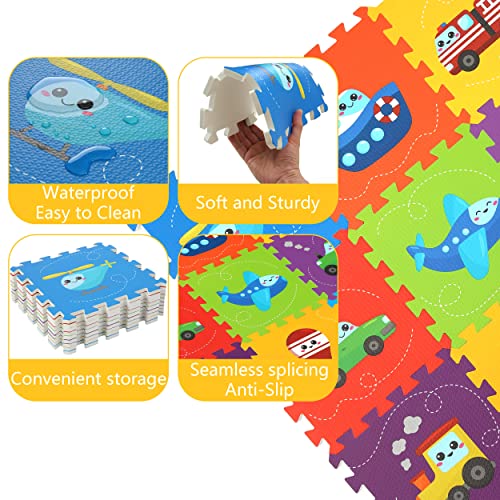 Waterproof
Easy to Clean
Soft and Sturdy
Convenient storage
Seamless splicing
Anti-Slip